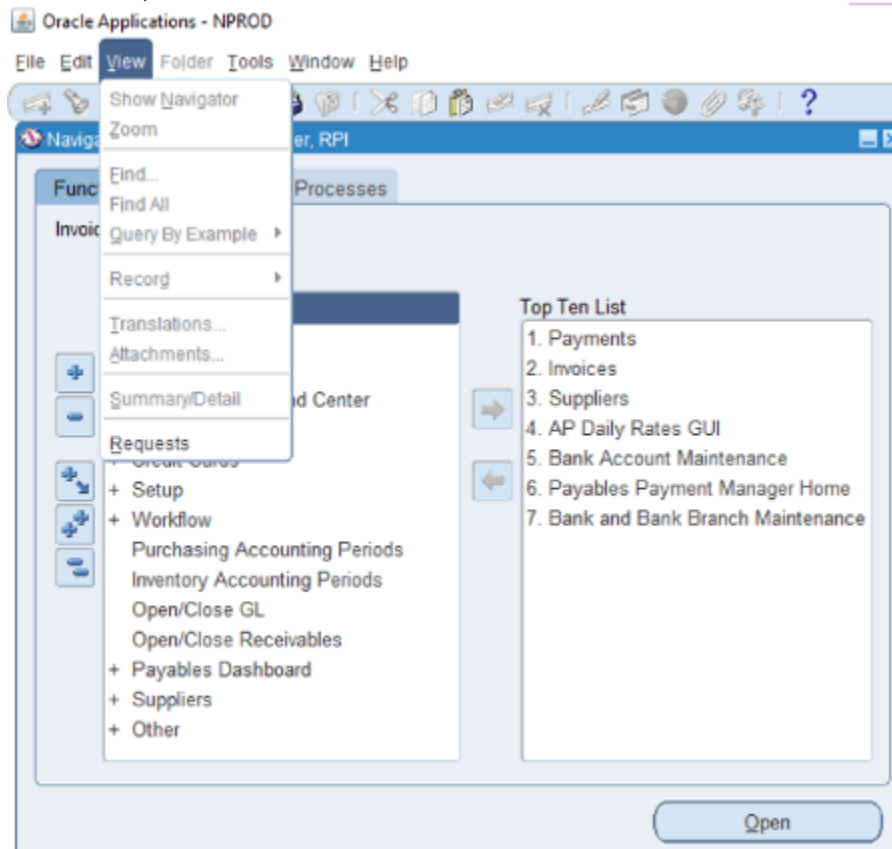 Oracle Applications - NPROD
File Edit View Folder Tools Window Help
Show Navigator
Zoom
Find...
Find All
Query By Example
Record
Translations...
Attachments...
Summary/Detail
Requests
er, RPI
Processes
Top Ten List
1. Payments
2. Invoices
3. Suppliers
4. AP Daily Rates GUI
5. Bank Account Maintenance
6. Payables Payment Manager Home
7. Bank and Bank Branch Maintenance
Center
+ Setup
+ Workflow
Purchasing Accounting Periods
Inventory Accounting Periods
Open/Close GL
Open/Close Receivables
+ Payables Dashboard
+ Suppliers
+ Other
Open